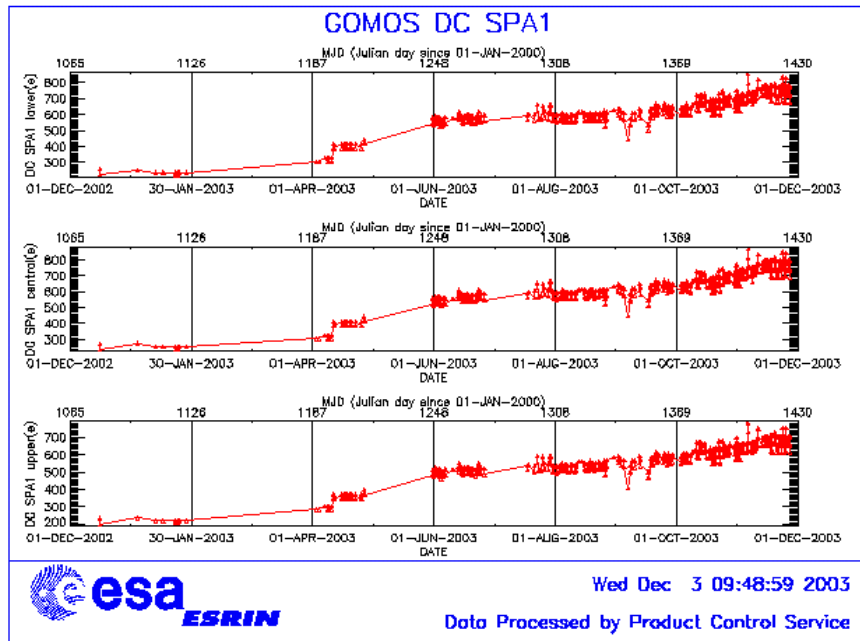 GOMOS DC SPA1
MJD (Julian day since 01-JAN-2000)
1065 1126 1187 1248 1308 1369 1430
DC SPA1 lower(e)
800
700
600
500
400
300
01-DEC-2002 30-JAN-2003 01-APR-2003 01-JUN-2003 01-AUG-2003 01-OCT-2003 01-DEC-2003
DATE
MJD (Julian day since 01-JAN-2000)
1065 1126 1187 1248 1308 1369 1430
DC SPA1 central(e)
800
700
600
500
400
300
01-DEC-2002 30-JAN-2003 01-APR-2003 01-JUN-2003 01-AUG-2003 01-OCT-2003 01-DEC-2003
DATE
MJD (Julian day since 01-JAN-2000)
1065 1126 1187 1248 1308 1369 1430
DC SPA1 upper(e)
700
600
500
400
300
200
01-DEC-2002 30-JAN-2003 01-APR-2003 01-JUN-2003 01-AUG-2003 01-OCT-2003 01-DEC-2003
DATE
esa
ESRIN
Wed Dec 3 09:48:59 2003
Data Processed by Product Control Service